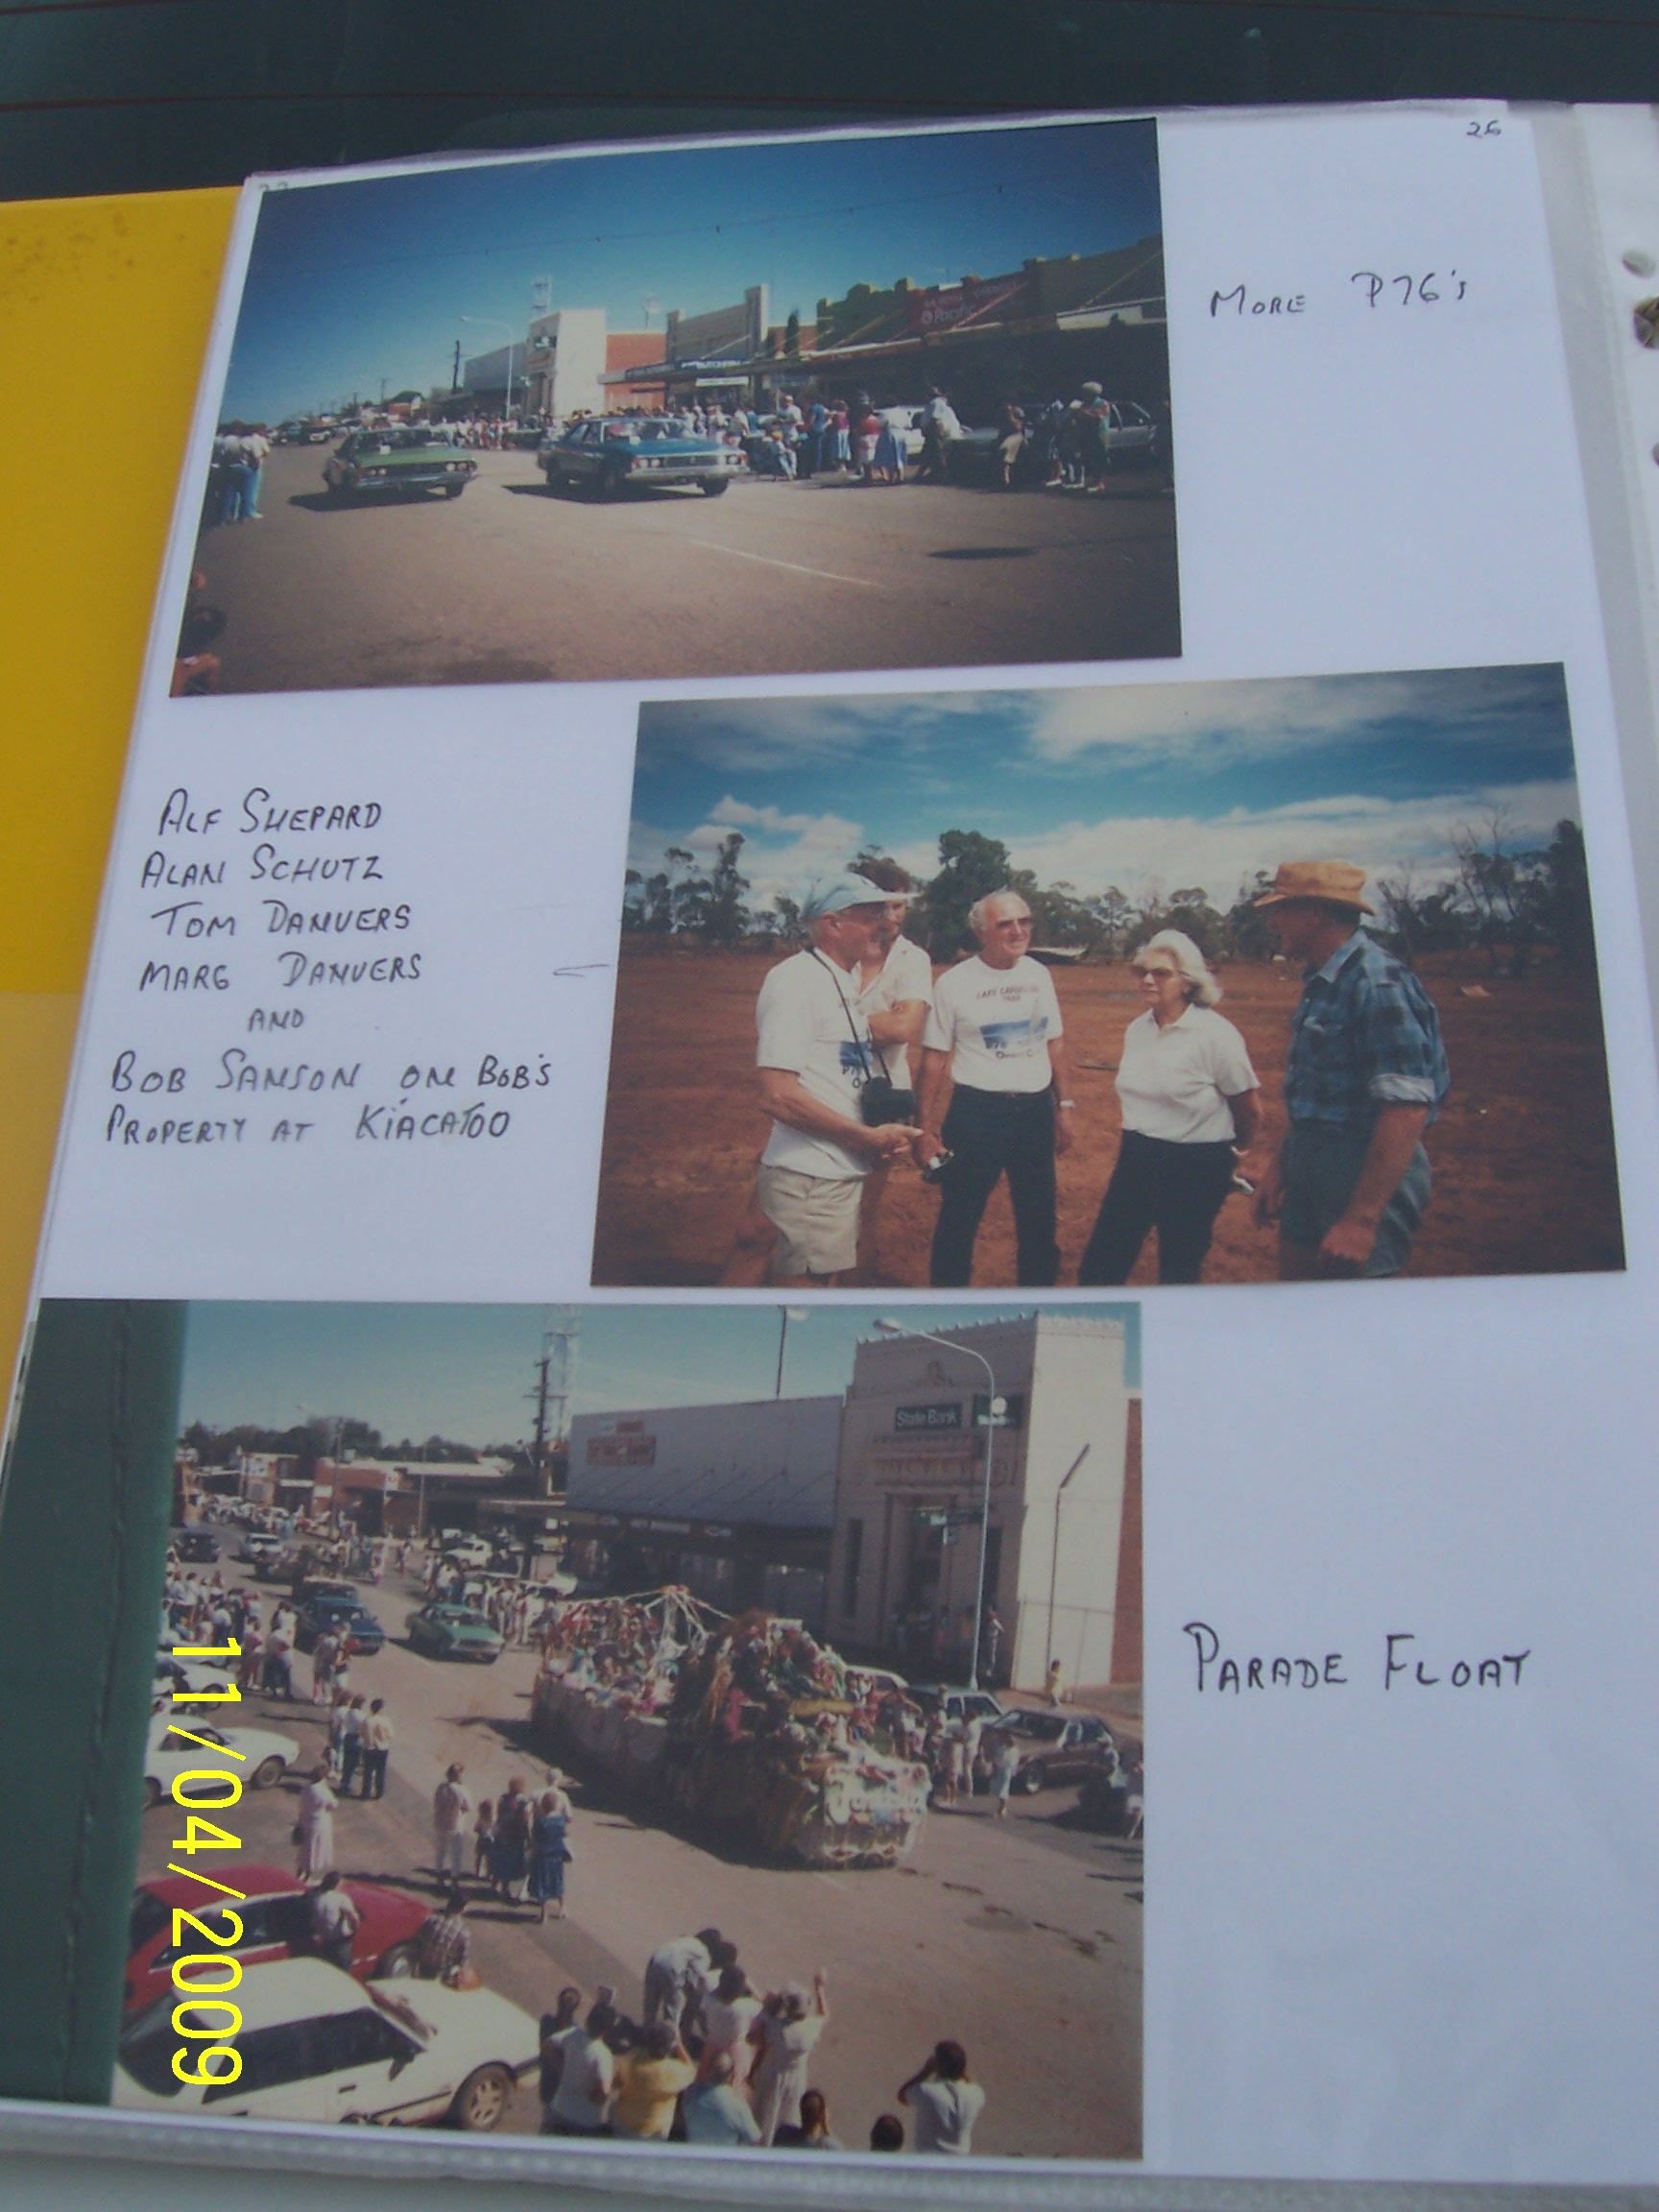 26
MORE P76's
ALF SHEPARD
ALAN SCHUTZ
TOM DANVERS
MARG DANVERS
AND
BOB SANSON ON BOB'S
PROPERTY AT KIACATOO
State Bank
PARADE FLOAT
11/04/2009